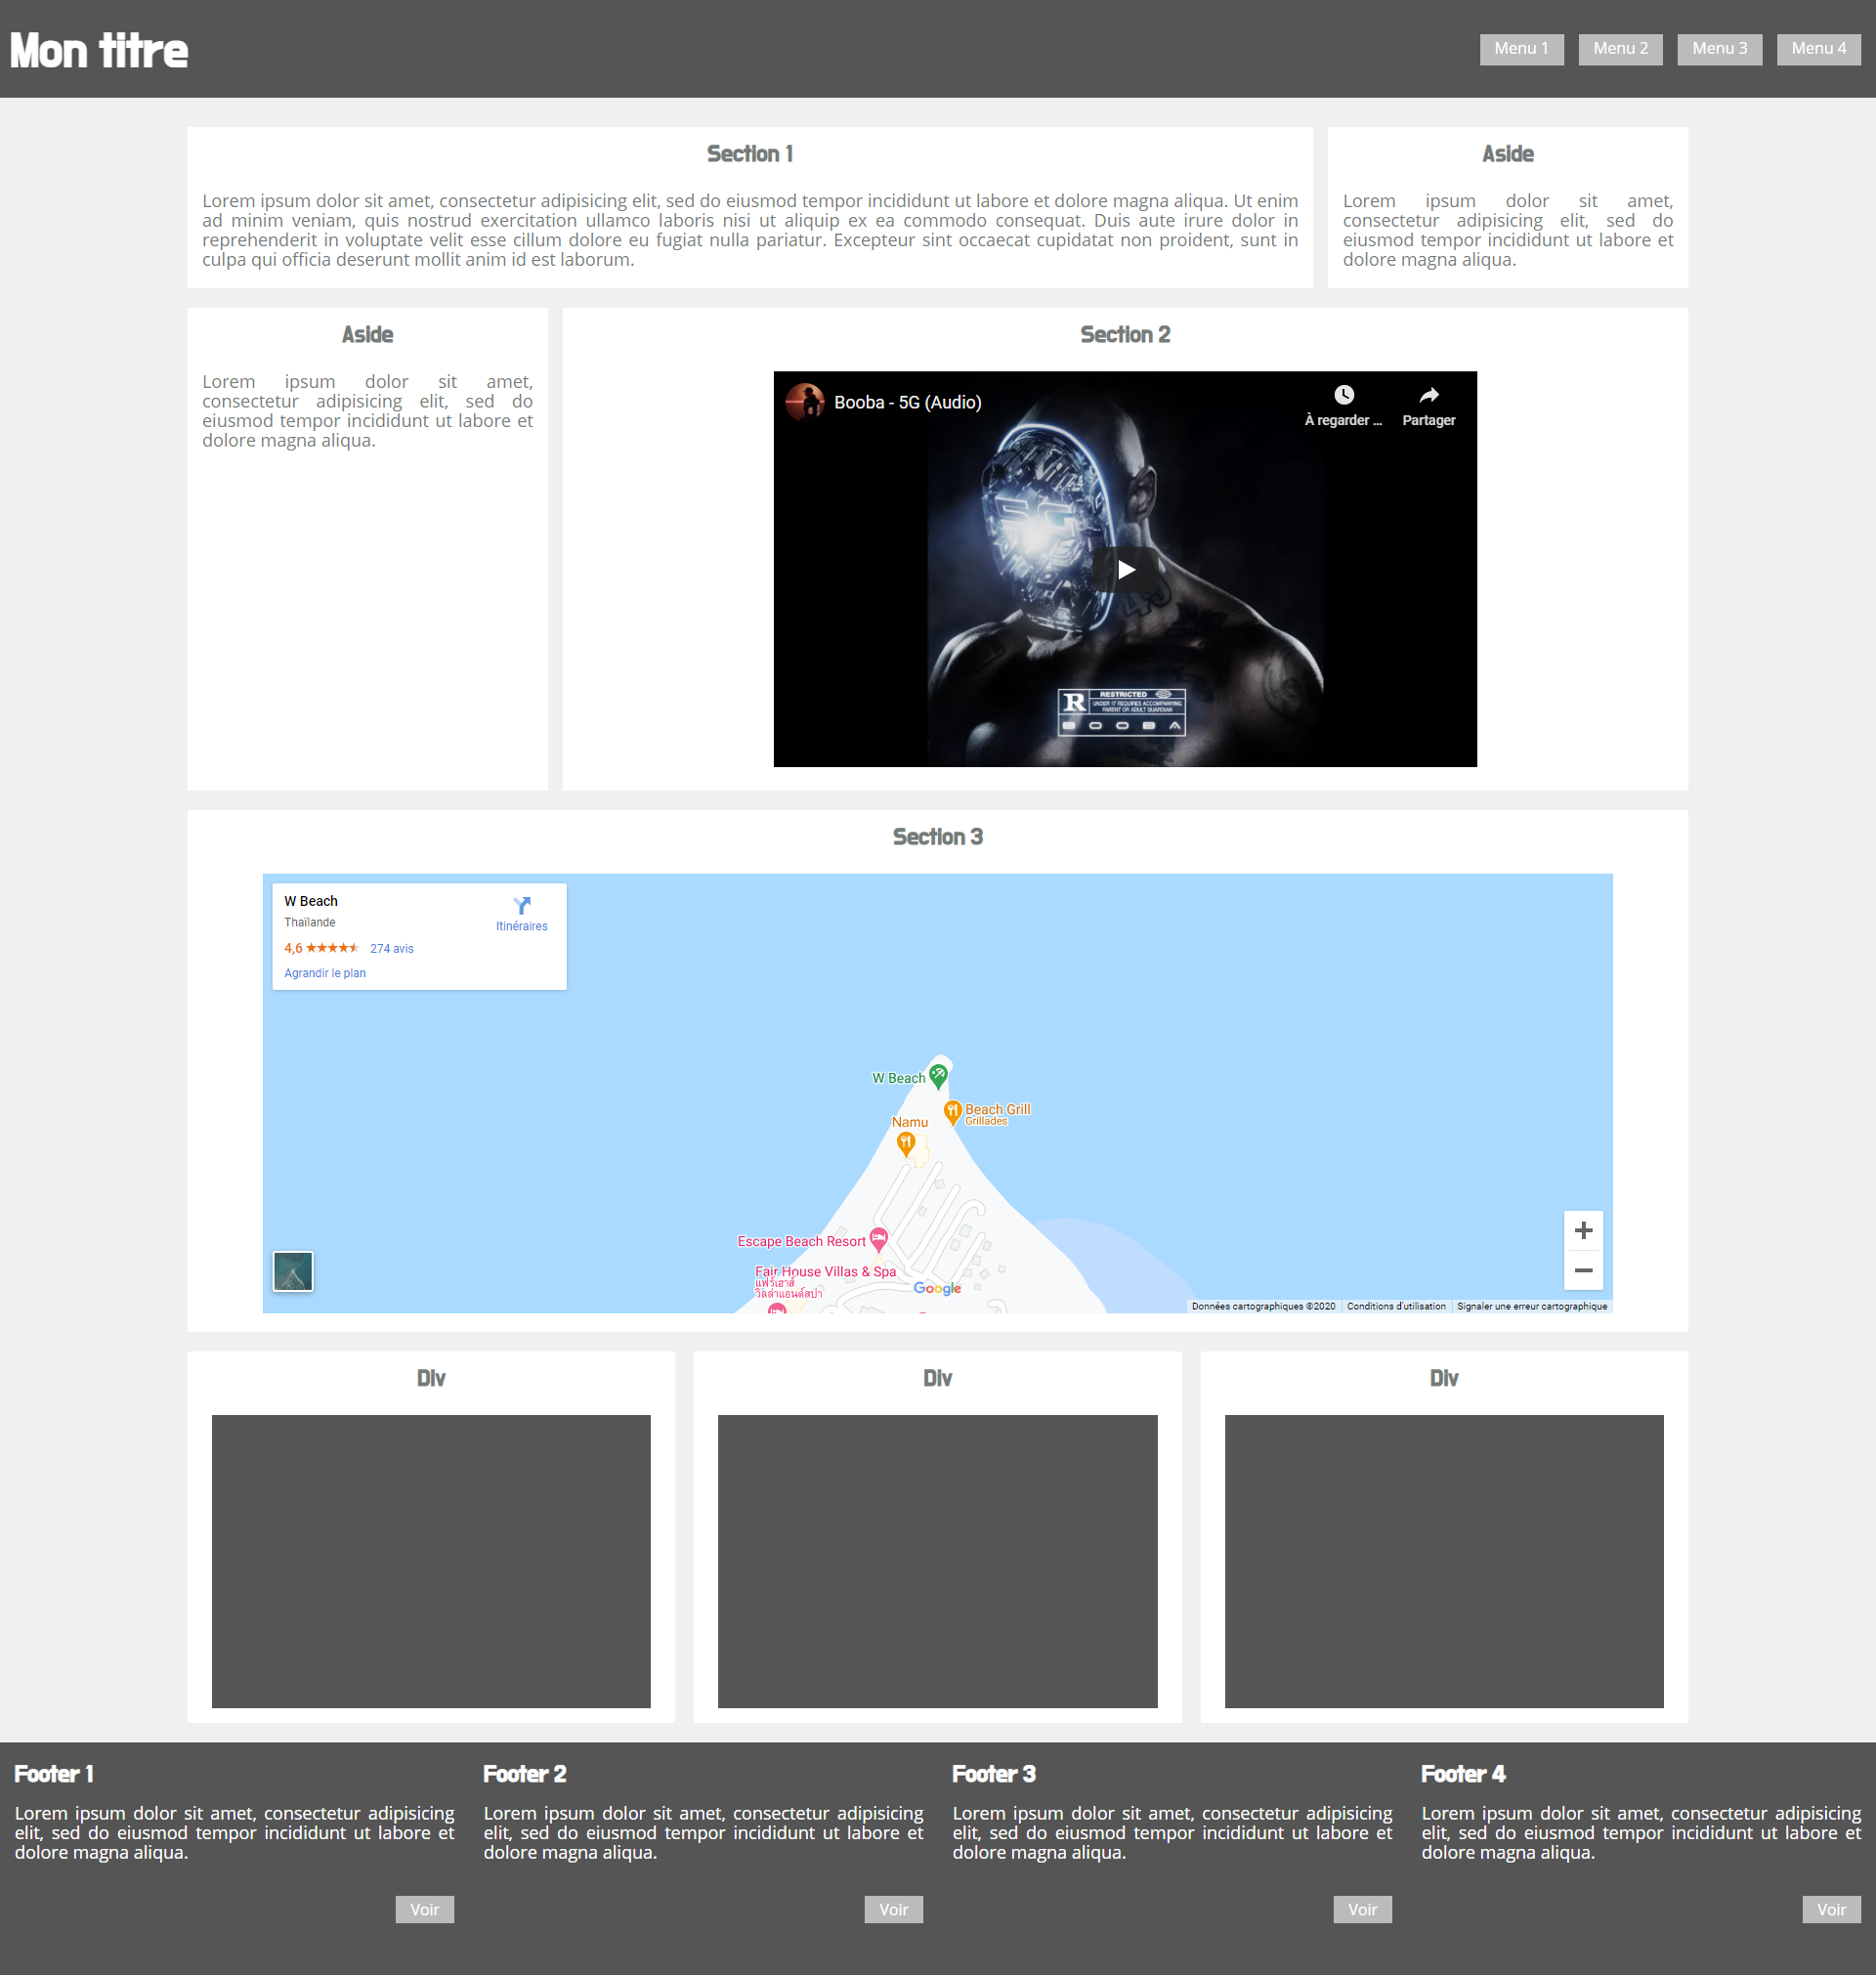 Mon titre
Menu 1
Menu 2
Menu 3
Menu 4
Section 1
Lorem ipsum dolor sit amet, consectetur adipisicing elit, sed do eiusmod tempor incididunt ut labore et dolore magna aliqua. Ut enim
ad minim veniam, quis nostrud exercitation ullamco laboris nisi ut aliquip ex ea commodo consequat. Duis aute irure dolor in
reprehenderit in voluptate velit esse cillum dolore eu fugiat nulla pariatur. Excepteur sint occaecat cupidatat non proident, sunt in
culpa qui officia deserunt mollit anim id est laborum.
Aside
Lorem ipsum dolor sit amet,
consectetur adipisicing elit, sed do
eiusmod tempor incididunt ut labore et
dolore magna aliqua.
Aside
Lorem ipsum dolor sit amet,
consectetur adipisicing elit, sed do
eiusmod tempor incididunt ut labore et
dolore magna aliqua.
Section 2
Booba - 5G (Audio)
À regarder ...
Partager
5G
R
RESTRICTED
UNDER 17 REQUIRES ACCOMPANYING
PARENT OR ADULT GUARDIAN
BOOBA
Section 3
W Beach
Thaïlande
4,6
274 avis
Agrandir le plan
Itinéraires
W Beach
Beach Grill
Grillades
Namu
Escape Beach Resort
Fair House Villas & Spa
แฟร์เฮาส์
วิลล่าแอนด์สปา
Google
Données cartographiques ©2020
Conditions d'utilisation
Signaler une erreur cartographique
Div
Div
Div
Footer 1
Lorem ipsum dolor sit amet, consectetur adipisicing
elit, sed do eiusmod tempor incididunt ut labore et
dolore magna aliqua.
Voir
Footer 2
Lorem ipsum dolor sit amet, consectetur adipisicing
elit, sed do eiusmod tempor incididunt ut labore et
dolore magna aliqua.
Voir
Footer 3
Lorem ipsum dolor sit amet, consectetur adipisicing
elit, sed do eiusmod tempor incididunt ut labore et
dolore magna aliqua.
Voir
Footer 4
Lorem ipsum dolor sit amet, consectetur adipisicing
elit, sed do eiusmod tempor incididunt ut labore et
dolore magna aliqua.
Voir